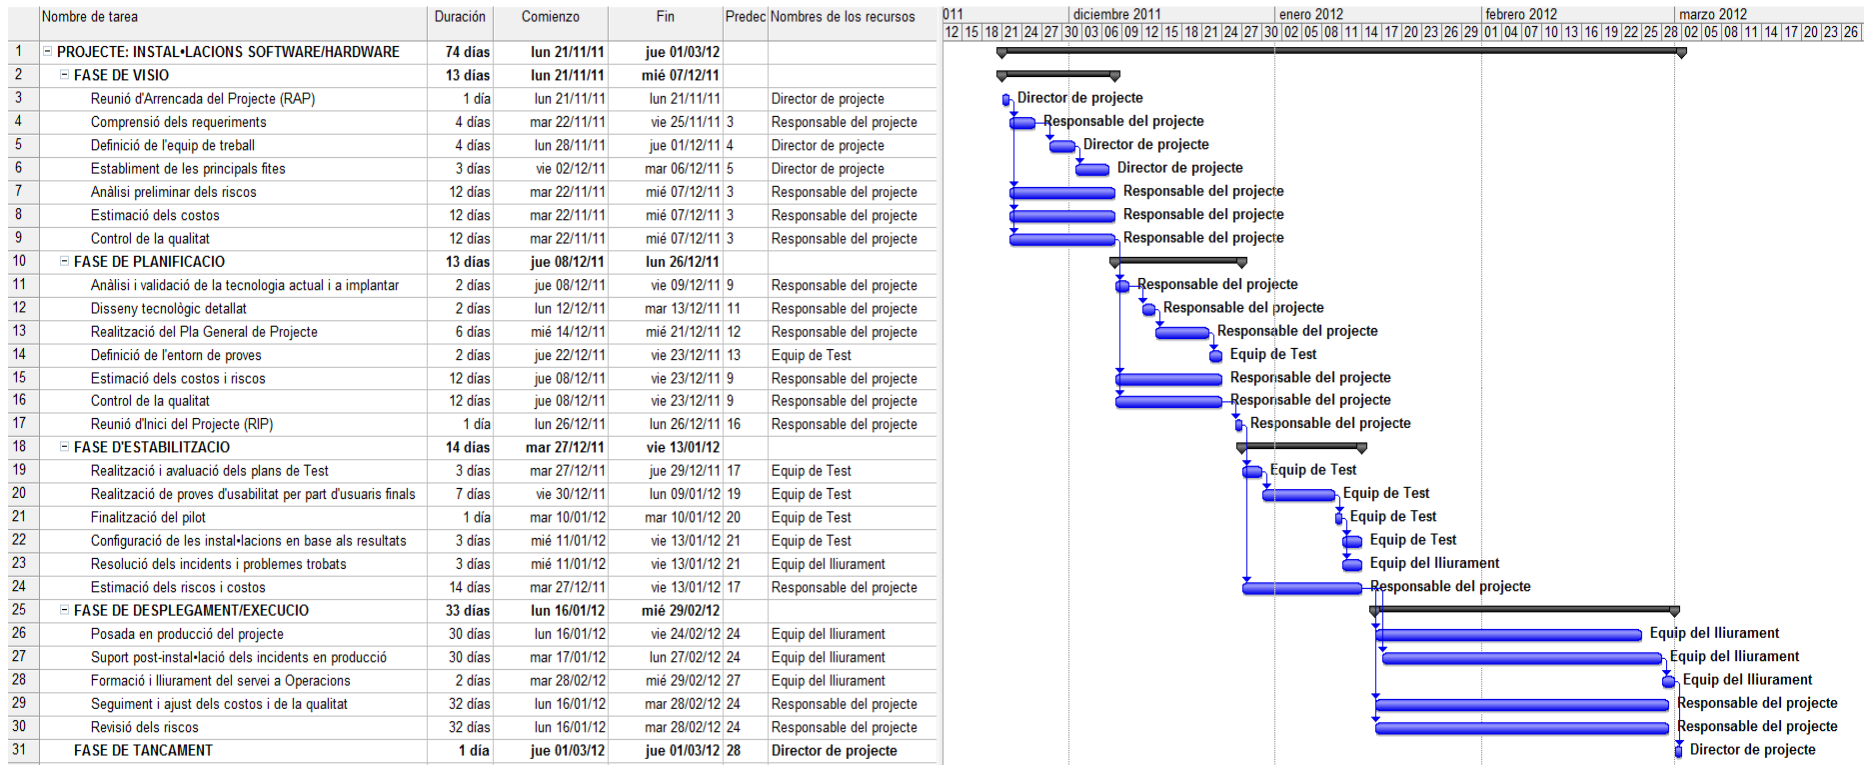 Nombre de tarea Duración Comienzo Fin Predec Nombres de los recursos 011 diciembre 2011 enero 2012 febrero 2012 marzo 2012
12 15 18 21 24 27 30 03 06 09 12 15 18 21 24 27 30 02 05 08 11 14 17 20 23 26 29 01 04 07 10 13 16 19 22 25 28 02 05 08 11 14 17 20 23 26
1 PROJECTE: INSTAL•LACIONS SOFTWARE/HARDWARE 74 días lun 21/11/11 jue 01/03/12
2 FASE DE VISIO 13 días lun 21/11/11 mié 07/12/11
3 Reunió d'Arrencada del Projecte (RAP) 1 día lun 21/11/11 lun 21/11/11 Director de projecte Director de projecte
4 Comprensió dels requeriments 4 días mar 22/11/11 vie 25/11/11 3 Responsable del projecte Responsable del projecte
5 Definició de l'equip de treball 4 días lun 28/11/11 jue 01/12/11 4 Director de projecte Director de projecte
6 Establiment de les principals fites 3 días vie 02/12/11 mar 06/12/11 5 Director de projecte Director de projecte
7 Anàlisi preliminar dels riscos 12 días mar 22/11/11 mié 07/12/11 3 Responsable del projecte Responsable del projecte
8 Estimació dels costos 12 días mar 22/11/11 mié 07/12/11 3 Responsable del projecte Responsable del projecte
9 Control de la qualitat 12 días mar 22/11/11 mié 07/12/11 3 Responsable del projecte Responsable del projecte
10 FASE DE PLANIFICACIO 13 días jue 08/12/11 lun 26/12/11
11 Anàlisi i validació de la tecnologia actual i a implantar 2 días jue 08/12/11 vie 09/12/11 9 Responsable del projecte Responsable del projecte
12 Disseny tecnològic detallat 2 días lun 12/12/11 mar 13/12/11 11 Responsable del projecte Responsable del projecte
13 Realització del Pla General de Projecte 6 días mié 14/12/11 mié 21/12/11 12 Responsable del projecte Responsable del projecte
14 Definició de l'entorn de proves 2 días jue 22/12/11 vie 23/12/11 13 Equip de Test Equip de Test
15 Estimació dels costos i riscos 12 días jue 08/12/11 vie 23/12/11 9 Responsable del projecte Responsable del projecte
16 Control de la qualitat 12 días jue 08/12/11 vie 23/12/11 9 Responsable del projecte Responsable del projecte
17 Reunió d'Inici del Projecte (RIP) 1 día lun 26/12/11 lun 26/12/11 16 Responsable del projecte Responsable del projecte
18 FASE D'ESTABILITZACIO 14 días mar 27/12/11 vie 13/01/12
19 Realització i avaluació dels plans de Test 3 días mar 27/12/11 jue 29/12/11 17 Equip de Test Equip de Test
20 Realització de proves d'usabilitat per part d'usuaris finals 7 días vie 30/12/11 lun 09/01/12 19 Equip de Test Equip de Test
21 Finalització del pilot 1 día mar 10/01/12 mar 10/01/12 20 Equip de Test Equip de Test
22 Configuració de les instal•lacions en base als resultats 3 días mié 11/01/12 vie 13/01/12 21 Equip de Test Equip de Test
23 Resolució dels incidents i problemes trobats 3 días mié 11/01/12 vie 13/01/12 21 Equip del lliurament Equip del lliurament
24 Estimació dels riscos i costos 14 días mar 27/12/11 vie 13/01/12 17 Responsable del projecte Responsable del projecte
25 FASE DE DESPLEGAMENT/EXECUCIO 33 días lun 16/01/12 mié 29/02/12
26 Posada en producció del projecte 30 días lun 16/01/12 vie 24/02/12 24 Equip del lliurament Equip del lliurament
27 Suport post-instal•lació dels incidents en producció 30 días mar 17/01/12 lun 27/02/12 24 Equip del lliurament Equip del lliurament
28 Formació i lliurament del servei a Operacions 2 días mar 28/02/12 mié 29/02/12 27 Equip del lliurament Equip del lliurament
29 Seguiment i ajust dels costos i de la qualitat 32 días lun 16/01/12 mar 28/02/12 24 Responsable del projecte Responsable del projecte
30 Revisió dels riscos 32 días lun 16/01/12 mar 28/02/12 24 Responsable del projecte Responsable del projecte
31 FASE DE TANCAMENT 1 día jue 01/03/12 jue 01/03/12 28 Director de projecte Director de projecte